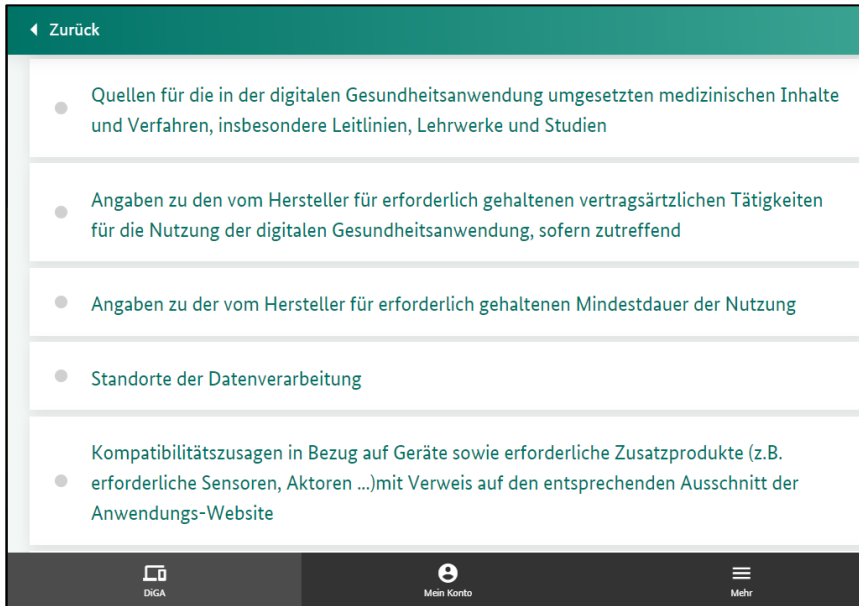 Zurück
Quellen für die in der digitalen Gesundheitsanwendung umgesetzten medizinischen Inhalte
und Verfahren, insbesondere Leitlinien, Lehrwerke und Studien
Angaben zu den vom Hersteller für erforderlich gehaltenen vertragsärztlichen Tätigkeiten
für die Nutzung der digitalen Gesundheitsanwendung, sofern zutreffend
Angaben zu der vom Hersteller für erforderlich gehaltenen Mindestdauer der Nutzung
Standorte der Datenverarbeitung
Kompatibilitätszusagen in Bezug auf Geräte sowie erforderliche Zusatzprodukte (z.B.
erforderliche Sensoren, Aktoren ...)mit Verweis auf den entsprechenden Ausschnitt der
Anwendungs-Website
DiGA
Mein Konto
Mehr